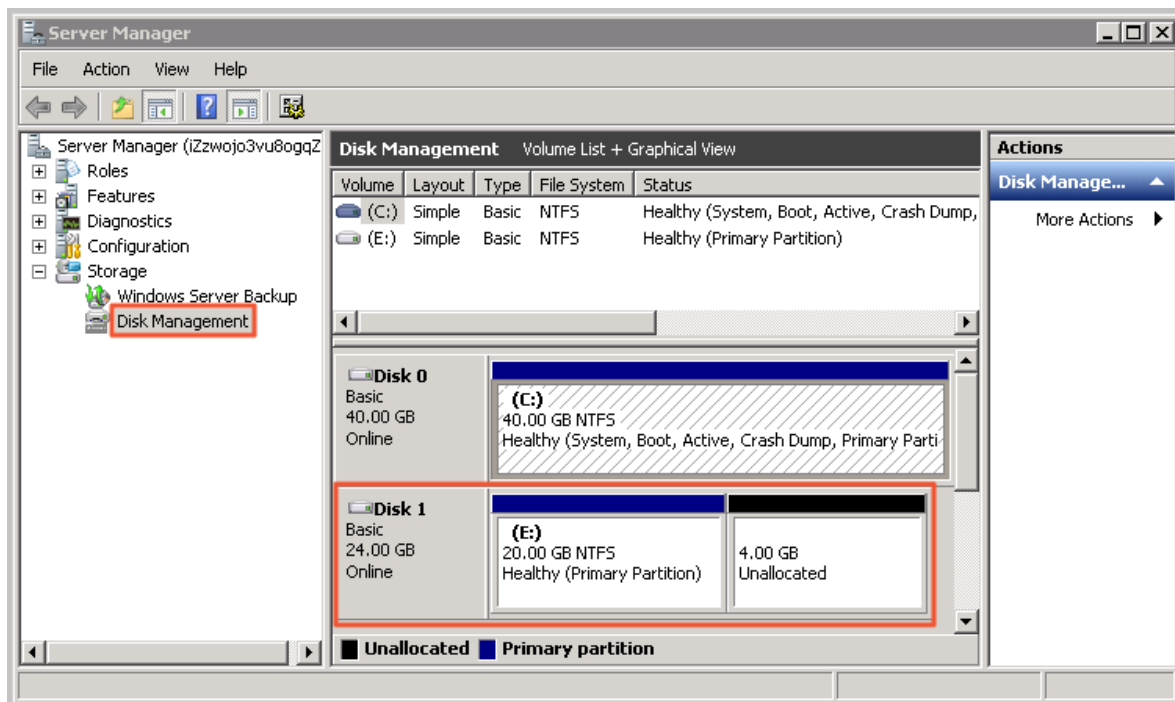 Server Manager
File Action View Help
Server Manager (iZzwojo3vu8ogqZ
Roles
Features
Diagnostics
Configuration
Storage
Windows Server Backup
Disk Management
Disk Management Volume List + Graphical View
Volume Layout Type File System Status
(C:) Simple Basic NTFS Healthy (System, Boot, Active, Crash Dump,
(E:) Simple Basic NTFS Healthy (Primary Partition)
Disk 0
Basic
40.00 GB
Online
(C:)
40.00 GB NTFS
Healthy (System, Boot, Active, Crash Dump, Primary Parti
Disk 1
Basic
24.00 GB
Online
(E:)
20.00 GB NTFS
Healthy (Primary Partition)
4.00 GB
Unallocated
Unallocated Primary partition
Actions
Disk Manage...
More Actions